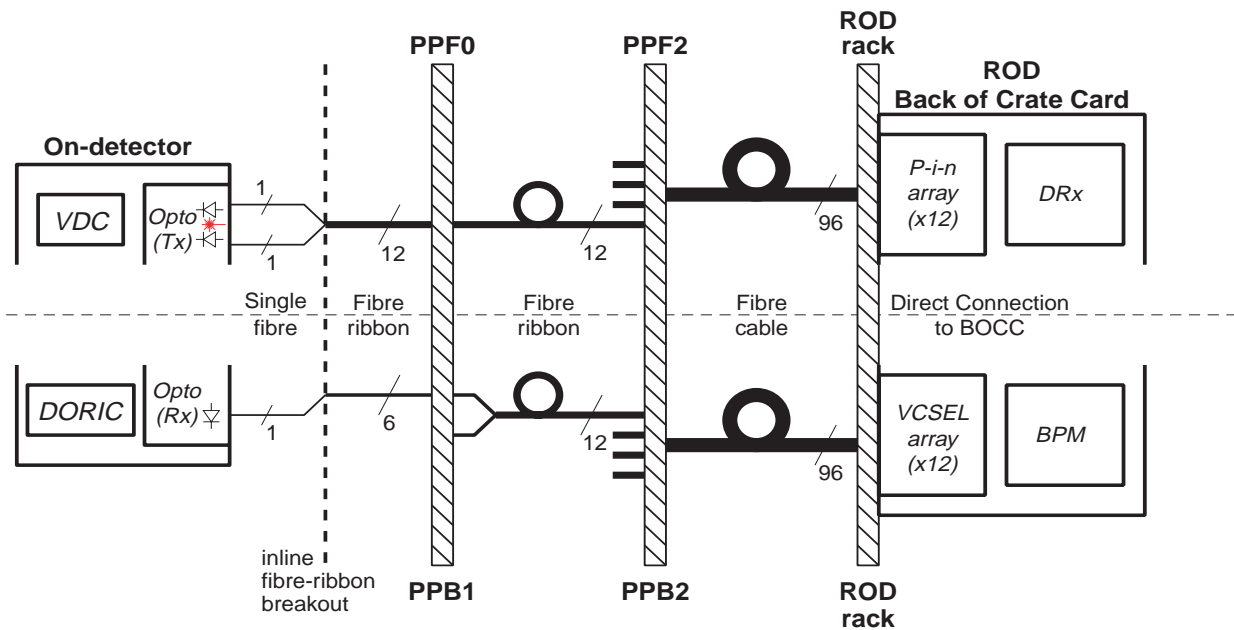 PPF0
PPF2
ROD
rack
ROD
Back of Crate Card
On-detector
VDC
Opto
(Tx)
1
1
12
12
96
P-i-n
array
(x12)
DRx
Single
fibre
Fibre
ribbon
Fibre
ribbon
Fibre
cable
Direct Connection
to BOCC
DORIC
Opto
(Rx)
1
6
12
96
VCSEL
array
(x12)
BPM
inline
fibre-ribbon
breakout
PPB1
PPB2
ROD
rack